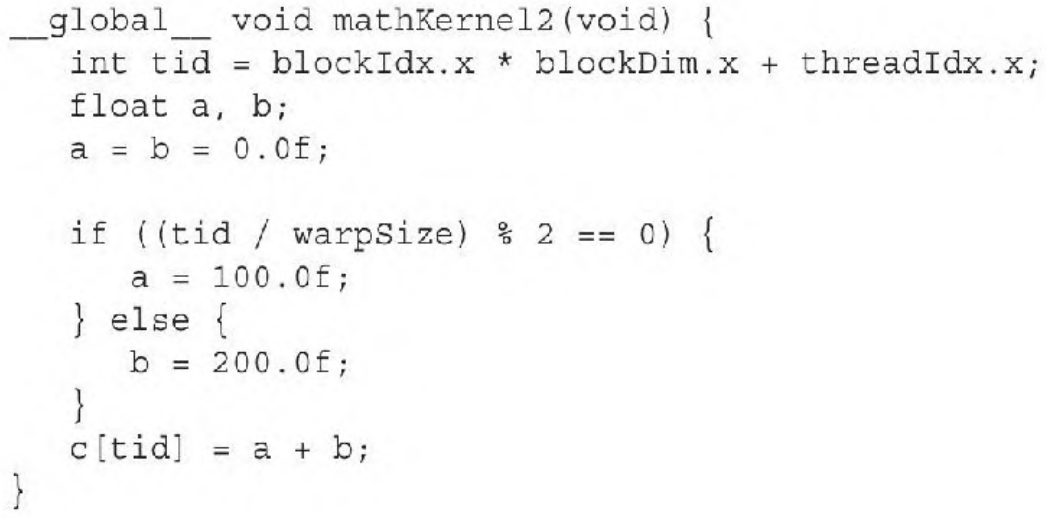 __global__ void mathKernel2(void) {
int tid = blockIdx.x * blockDim.x + threadIdx.x;
float a, b;
a = b = 0.0f;
if ((tid / warpSize) % 2 == 0) {
a = 100.0f;
} else {
b = 200.0f;
}
c[tid] = a + b;
}